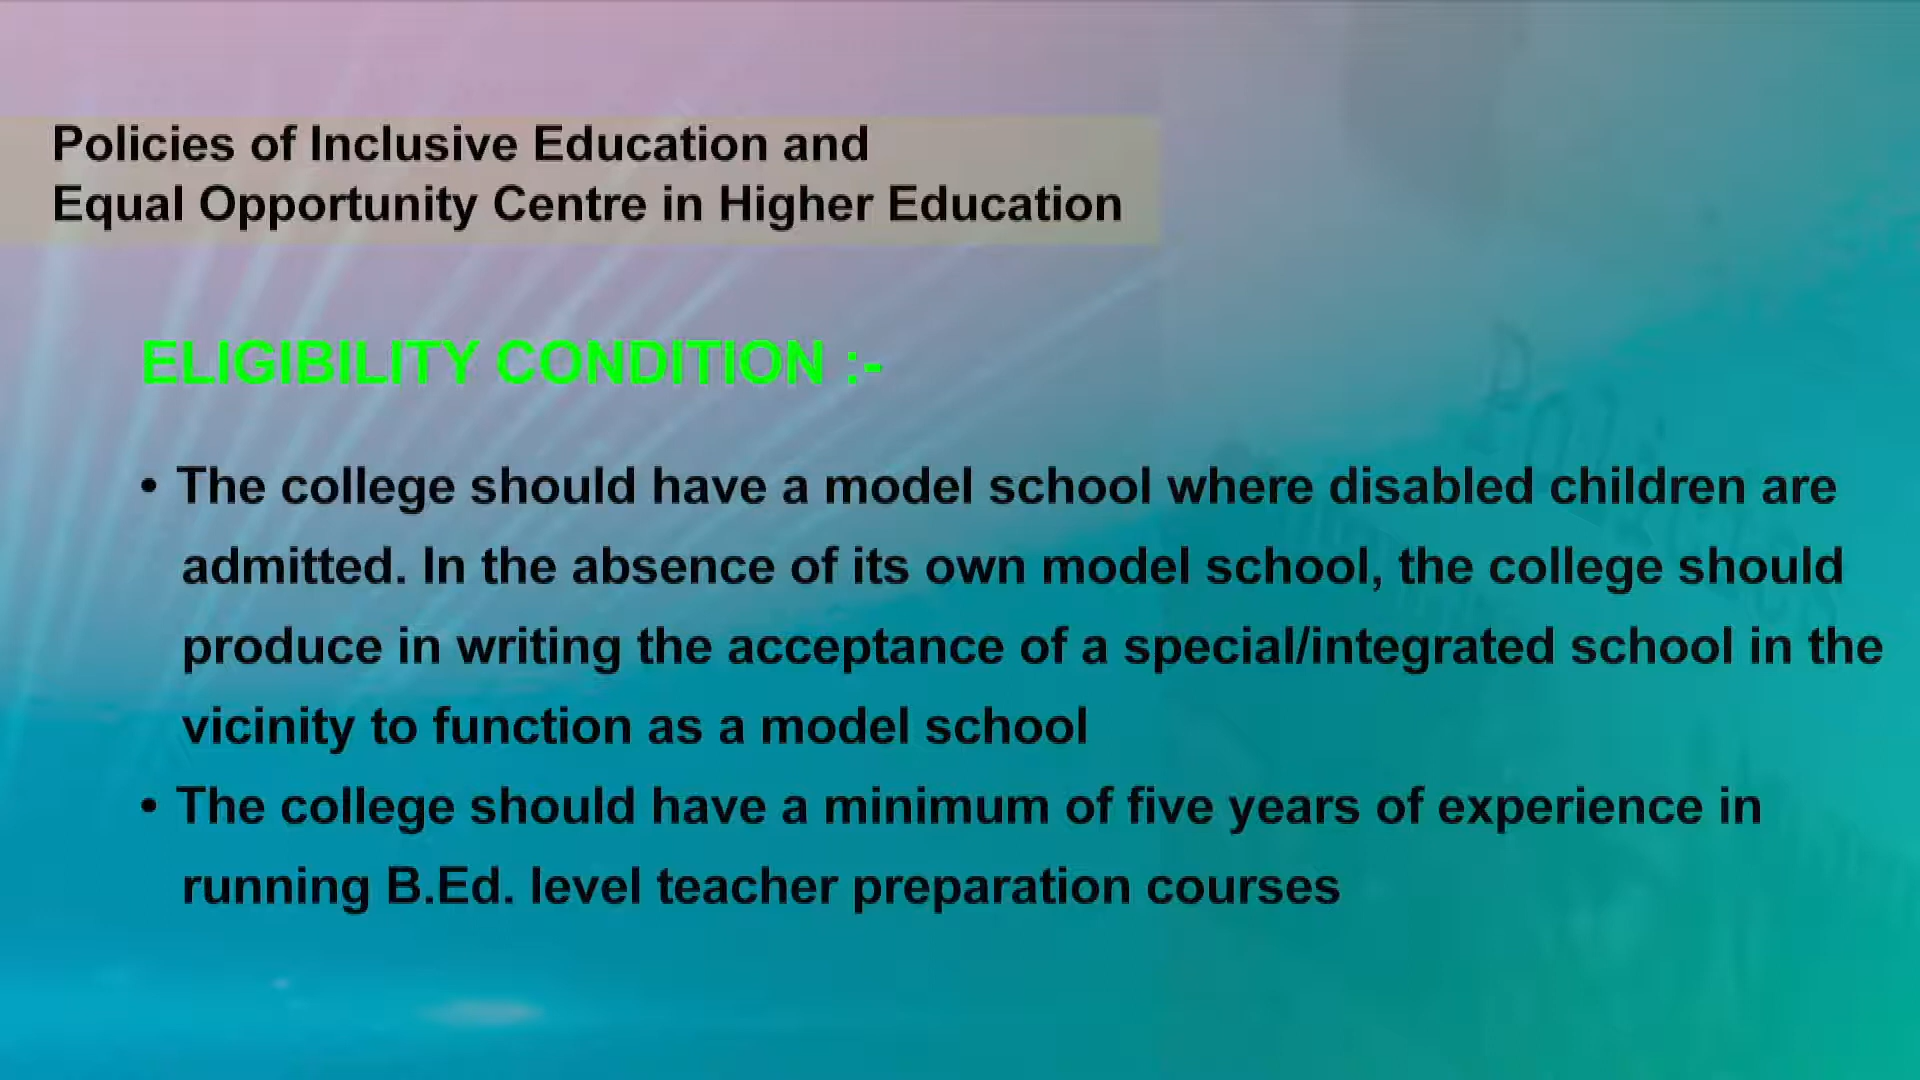 Policies of Inclusive Education and
Equal Opportunity Centre in Higher Education
ELIGIBILITY CONDITION :-
• The college should have a model school where disabled children are
admitted. In the absence of its own model school, the college should
produce in writing the acceptance of a special/integrated school in the
vicinity to function as a model school
• The college should have a minimum of five years of experience in
running B.Ed. level teacher preparation courses
Policies